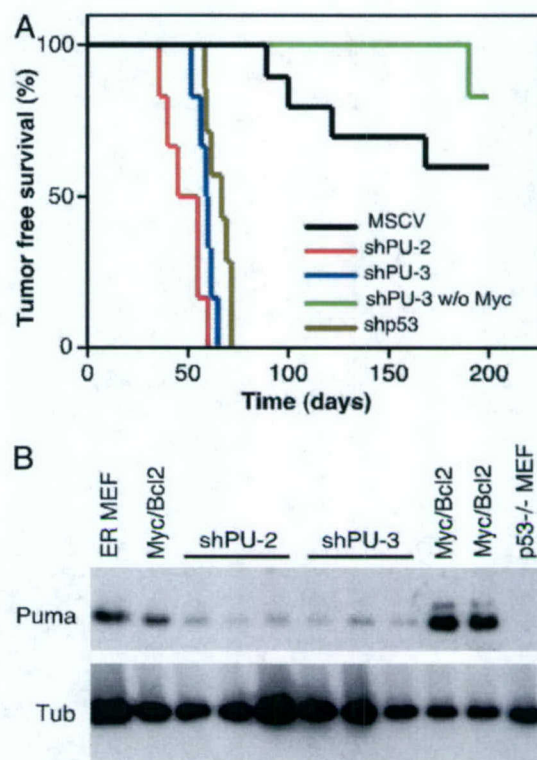 A
Tumor free survival (%)
100
50
0
MSCV
shPU-2
shPU-3
shPU-3 w/o Myc
shp53
0 50 100 150 200
Time (days)
B
ER MEF
Myc/Bcl2
shPU-2
shPU-3
Myc/Bcl2
Myc/Bcl2
p53-/- MEF
Puma
Tub